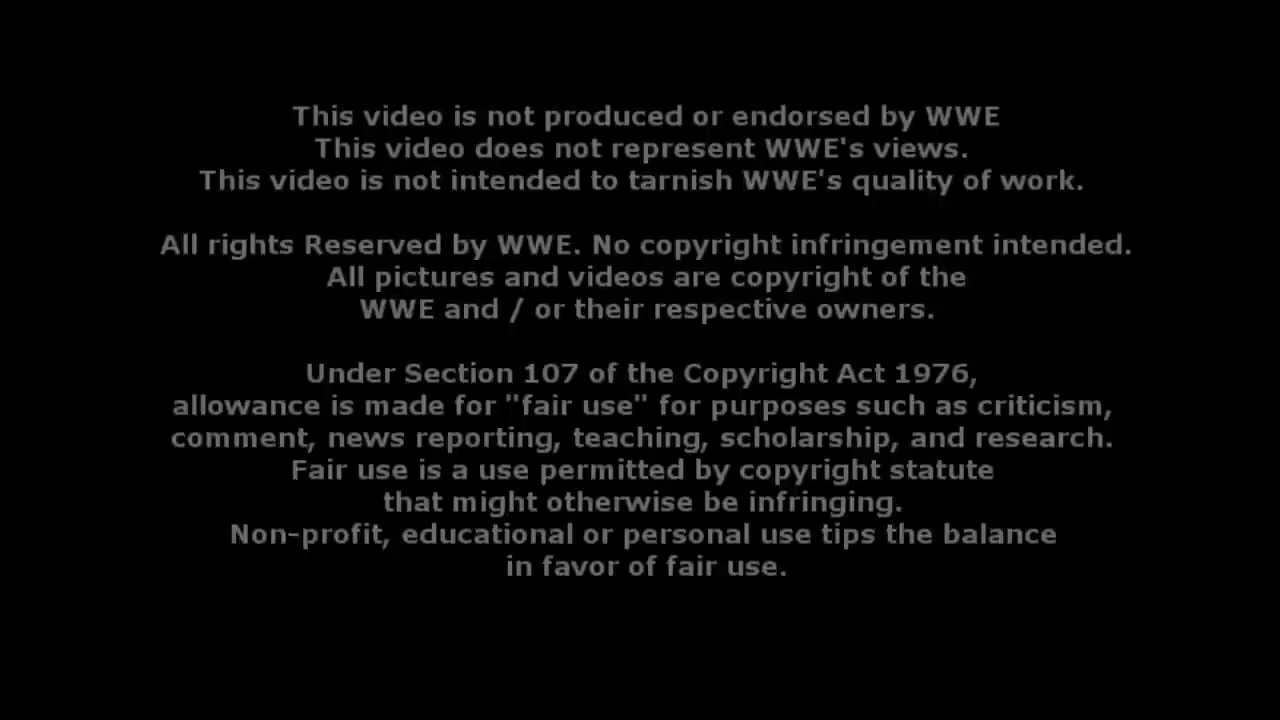 This video is not produced or endorsed by WWE
This video does not represent WWE's views.
This video is not intended to tarnish WWE's quality of work.
All rights Reserved by WWE. No copyright infringement intended.
All pictures and videos are copyright of the
WWE and / or their respective owners.
Under Section 107 of the Copyright Act 1976,
allowance is made for "fair use" for purposes such as criticism,
comment, news reporting, teaching, scholarship, and research.
Fair use is a use permitted by copyright statute
that might otherwise be infringing.
Non-profit, educational or personal use tips the balance
in favor of fair use.